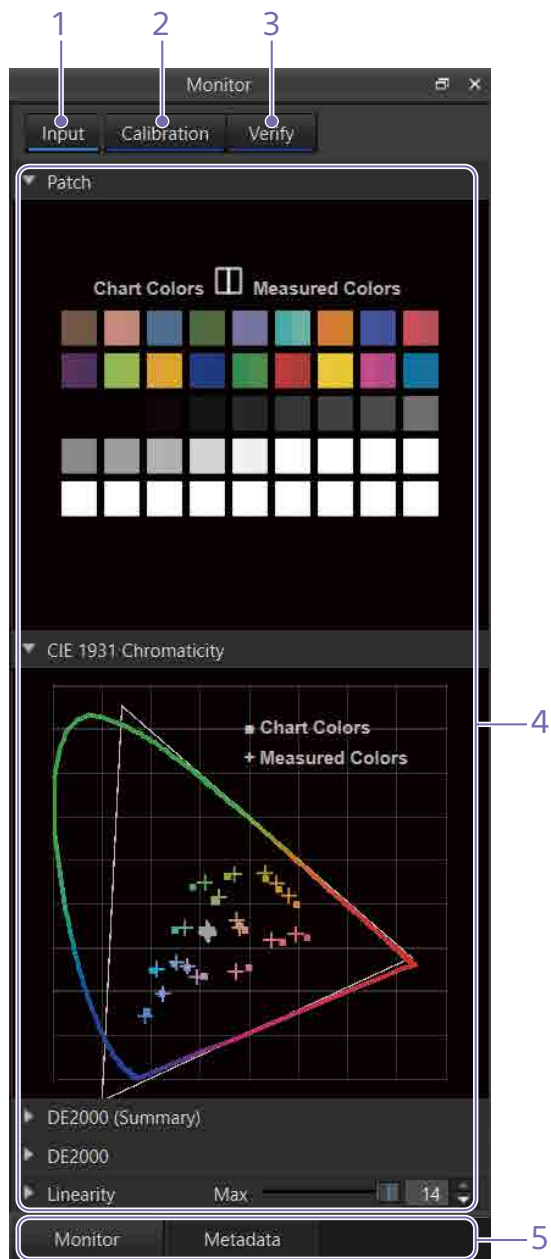 1 2 3
Monitor
Input Calibration Verify
Patch
Chart Colors Measured Colors
CIE 1931 Chromaticity
Chart Colors
+ Measured Colors
4
DE2000 (Summary)
DE2000
Linearity Max 14
Monitor Metadata 5